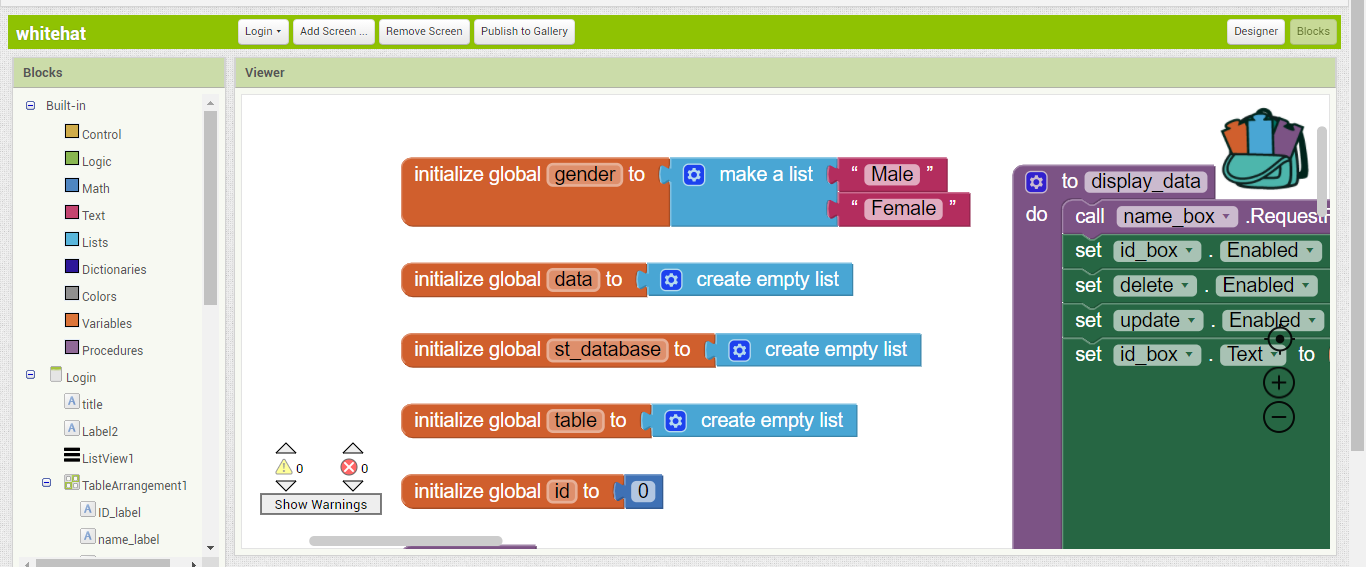 whitehat
Login
Add Screen ...
Remove Screen
Publish to Gallery
Designer
Blocks
Blocks
Viewer
Built-in
Control
Logic
Math
Text
Lists
Dictionaries
Colors
Variables
Procedures
Login
title
Label2
ListView1
TableArrangement1
ID_label
name_label
initialize global gender to make a list “ Male ”
“ Female ”
initialize global data to create empty list
initialize global st_database to create empty list
initialize global table to create empty list
initialize global id to 0
0 0
Show Warnings
to display_data
do call name_box .Request
set id_box . Enabled
set delete . Enabled
set update . Enabled
set id_box . Text to